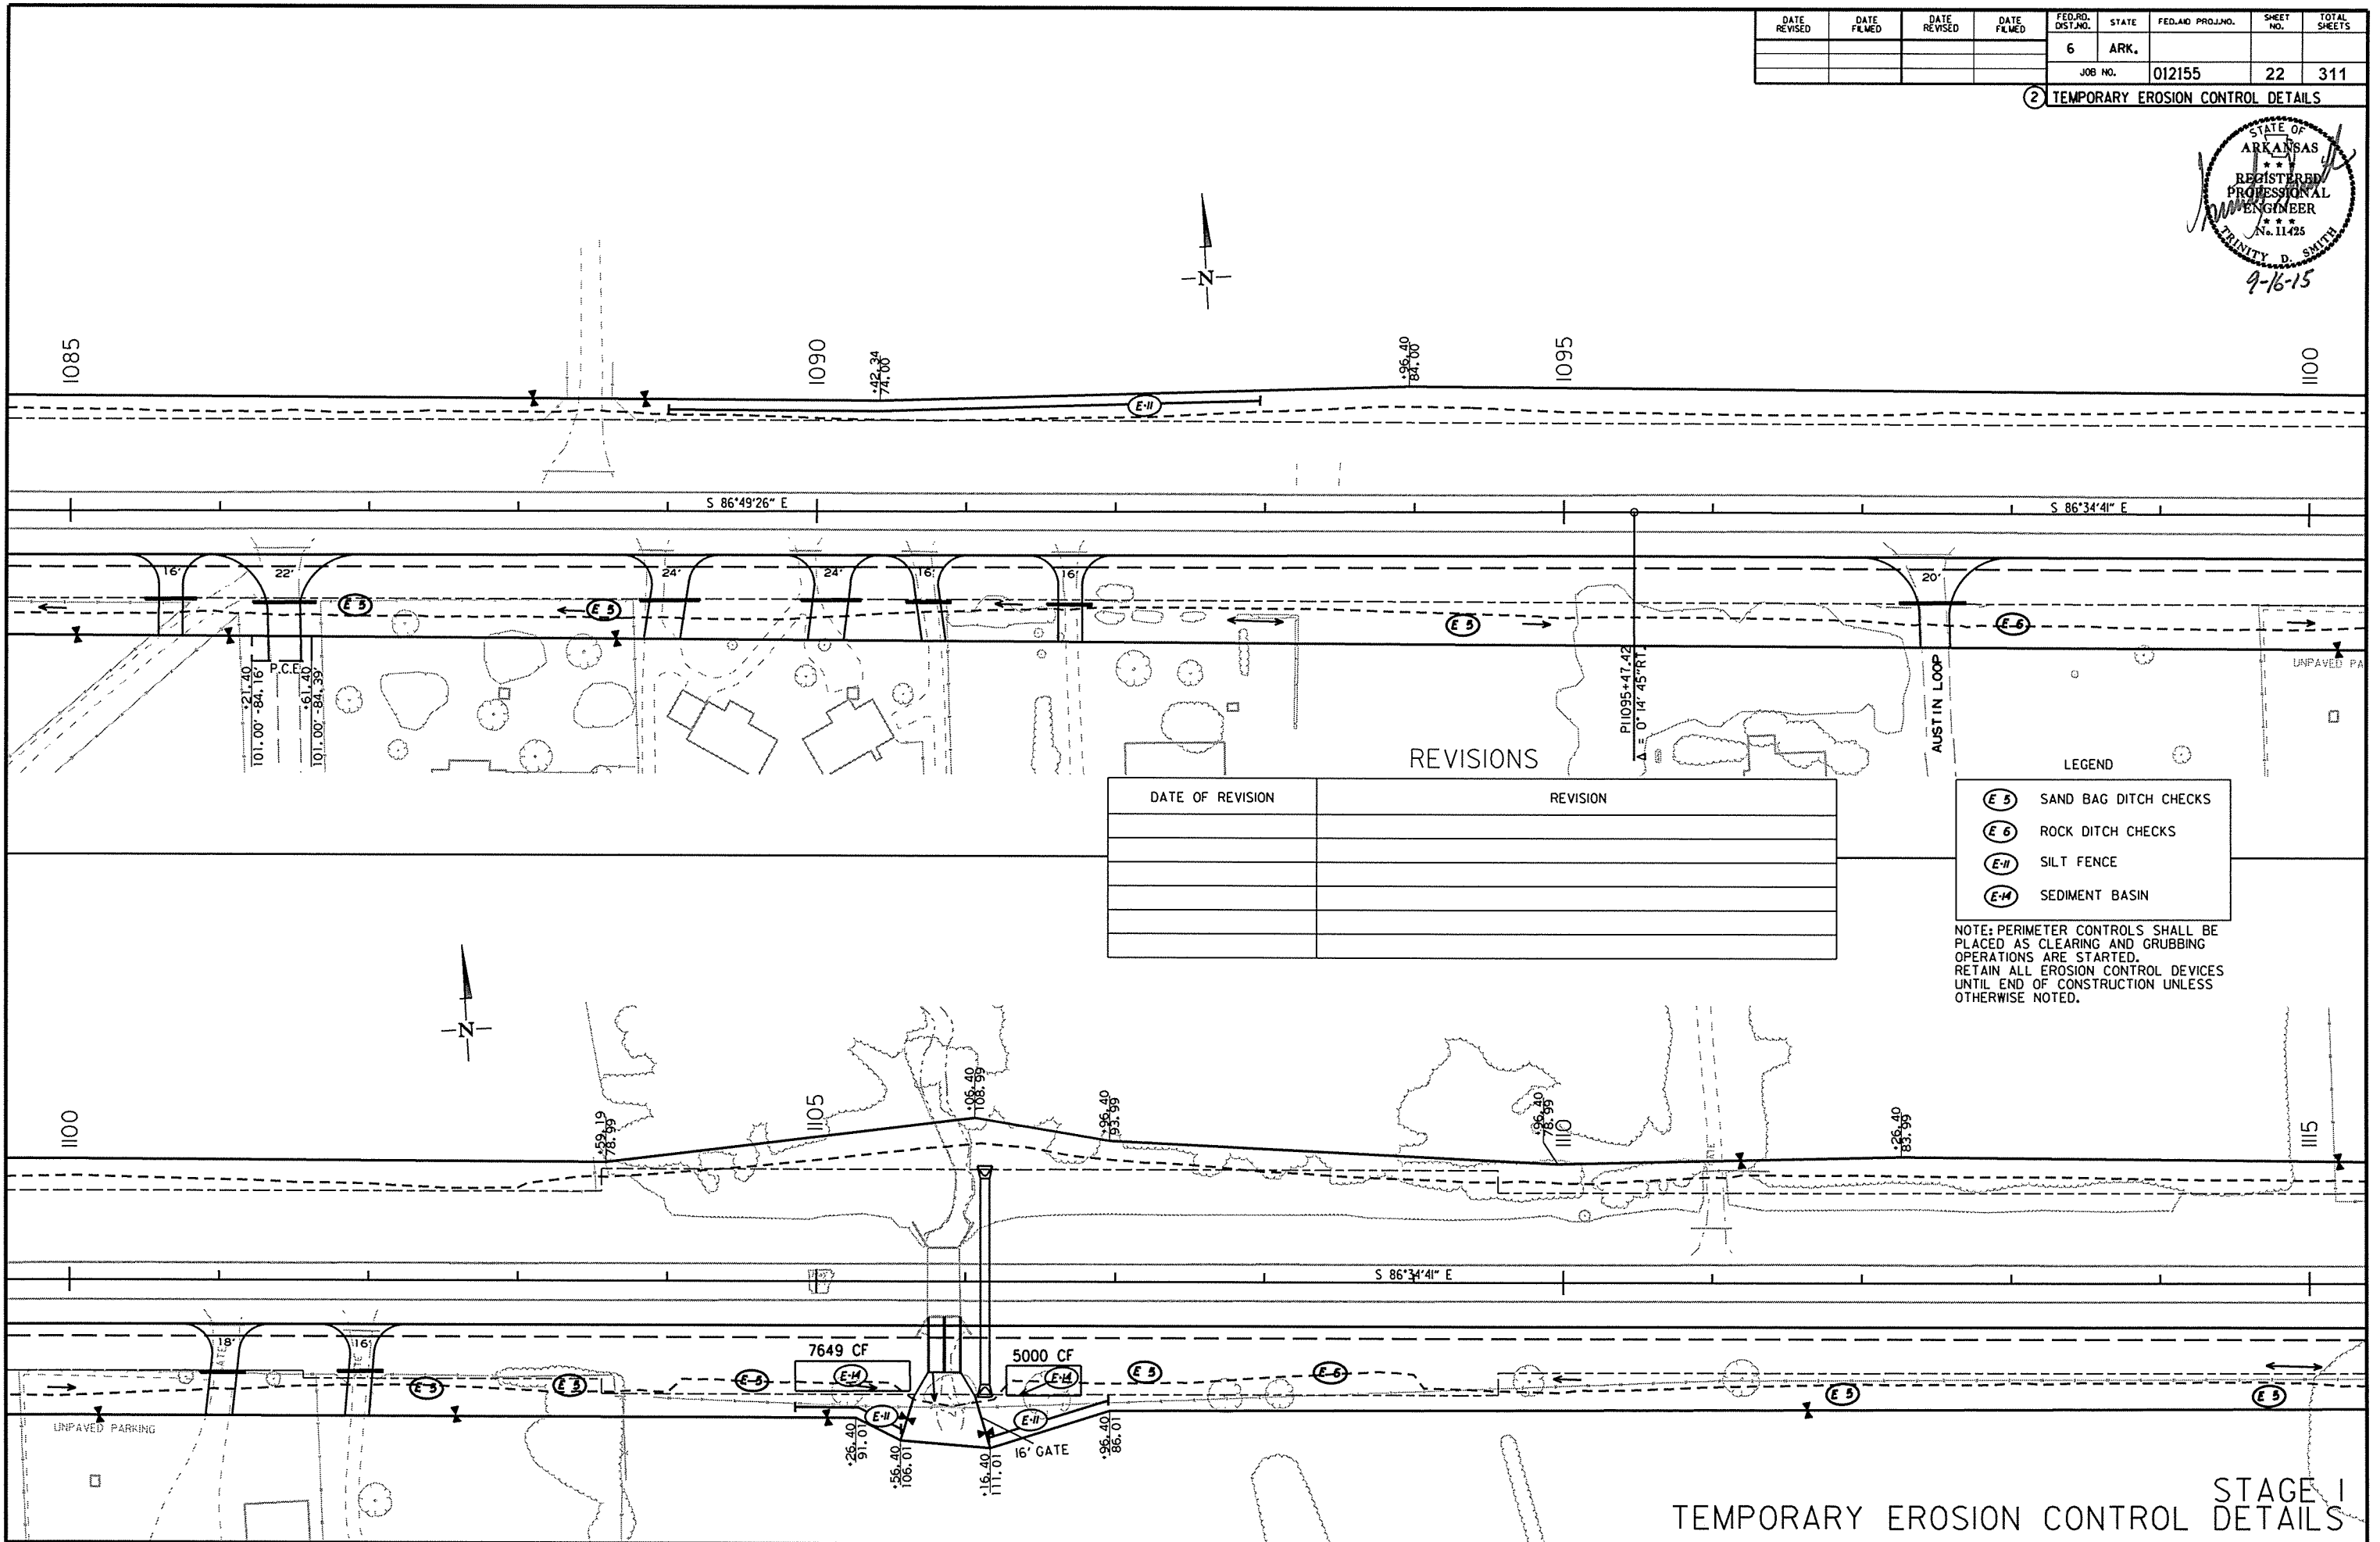 DATE REVISED
DATE FILMED
DATE REVISED
DATE FILMED
FED.RD. DIST.NO.
STATE
FED.AID PROJ.NO.
SHEET NO.
TOTAL SHEETS
6
ARK.
JOB NO.
012155
22
311
2 TEMPORARY EROSION CONTROL DETAILS
STATE OF
ARKANSAS
REGISTERED
PROFESSIONAL
ENGINEER
No. 11425
TRINITY D. SMITH
9-16-15
N
1085
1090
+42.34
74.00
+96.40
84.00
1095
1100
E-11
S 86°49'26" E
S 86°34'41" E
16'
22'
24'
24'
16'
16'
20'
E 5
E 5
E 5
E 6
P.C.E.
+21.40
101.00' -84.16'
+61.40
101.00' -84.39'
PI1095+47.42
Δ = 0° 14' 45"RT.
AUSTIN LOOP
UNPAVED PA
REVISIONS
DATE OF REVISION
REVISION
LEGEND
E 5 SAND BAG DITCH CHECKS
E 6 ROCK DITCH CHECKS
E-11 SILT FENCE
E-14 SEDIMENT BASIN
NOTE: PERIMETER CONTROLS SHALL BE
PLACED AS CLEARING AND GRUBBING
OPERATIONS ARE STARTED.
RETAIN ALL EROSION CONTROL DEVICES
UNTIL END OF CONSTRUCTION UNLESS
OTHERWISE NOTED.
N
1100
+59.19
78.99
1105
+06.40
108.99
+96.40
93.99
+96.40
78.99
1110
+26.40
83.99
1115
S 86°34'41" E
18'
16'
GATE
7649 CF
E-14
5000 CF
E-14
E-5
E-5
E-5
E 5
E-6
E 5
E 5
E-11
E-11
16' GATE
UNPAVED PARKING
+26.40
91.01
+56.40
106.01
+16.40
111.01
+96.40
86.01
STAGE 1
TEMPORARY EROSION CONTROL DETAILS